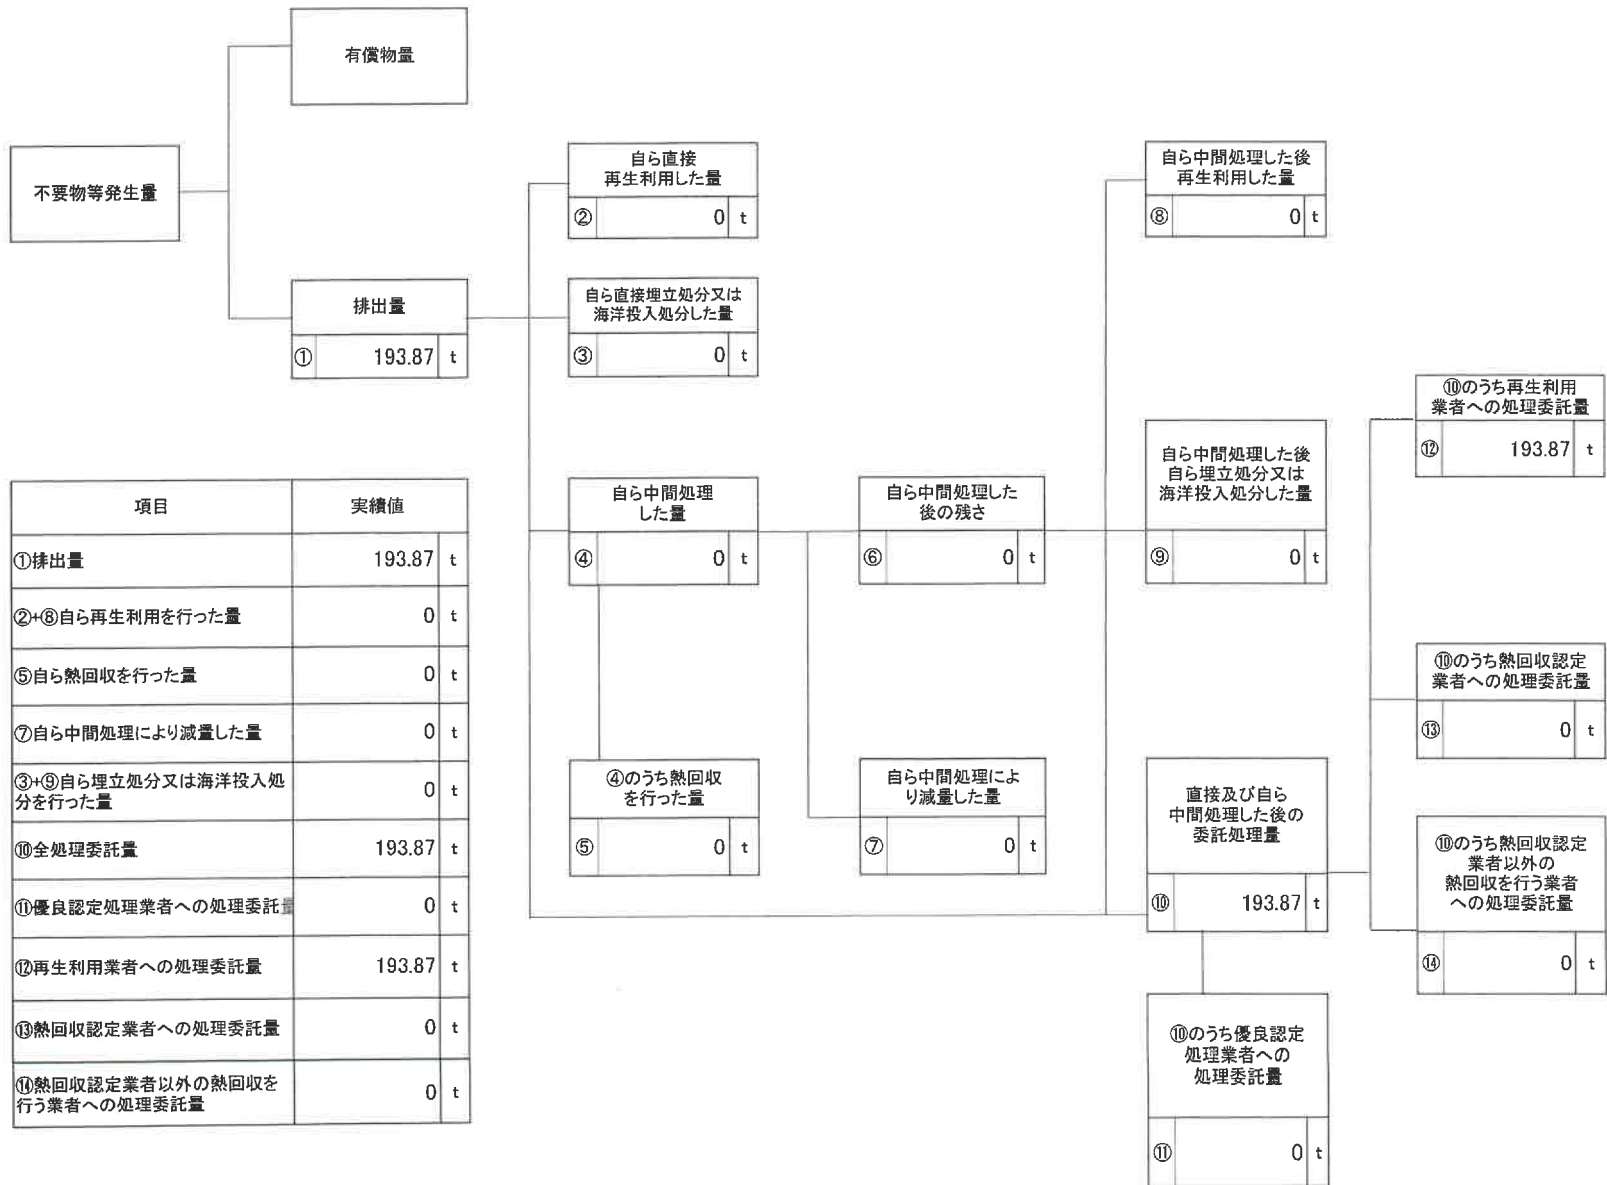 有償物量
不要物等発生量
排出量
① 193.87 t
自ら直接
再生利用した量
② 0 t
自ら直接埋立処分又は
海洋投入処分した量
③ 0 t
自ら中間処理
した量
④ 0 t
④のうち熱回収
を行った量
⑤ 0 t
自ら中間処理した
後の残さ
⑥ 0 t
自ら中間処理によ
り減量した量
⑦ 0 t
自ら中間処理した後
再生利用した量
⑧ 0 t
自ら中間処理した後
自ら埋立処分又は
海洋投入処分した量
⑨ 0 t
直接及び自ら
中間処理した後の
委託処理量
⑩ 193.87 t
⑩のうち優良認定
処理業者への
処理委託量
⑪ 0 t
⑩のうち再生利用
業者への処理委託量
⑫ 193.87 t
⑩のうち熱回収認定
業者への処理委託量
⑬ 0 t
⑩のうち熱回収認定
業者以外の
熱回収を行う業者
への処理委託量
⑭ 0 t
項目 実績値
①排出量 193.87 t
②+⑧自ら再生利用を行った量 0 t
⑤自ら熱回収を行った量 0 t
⑦自ら中間処理により減量した量 0 t
③+⑨自ら埋立処分又は海洋投入処
分を行った量 0 t
⑩全処理委託量 193.87 t
⑪優良認定処理業者への処理委託量 0 t
⑫再生利用業者への処理委託量 193.87 t
⑬熱回収認定業者への処理委託量 0 t
⑭熱回収認定業者以外の熱回収を
行う業者への処理委託量 0 t